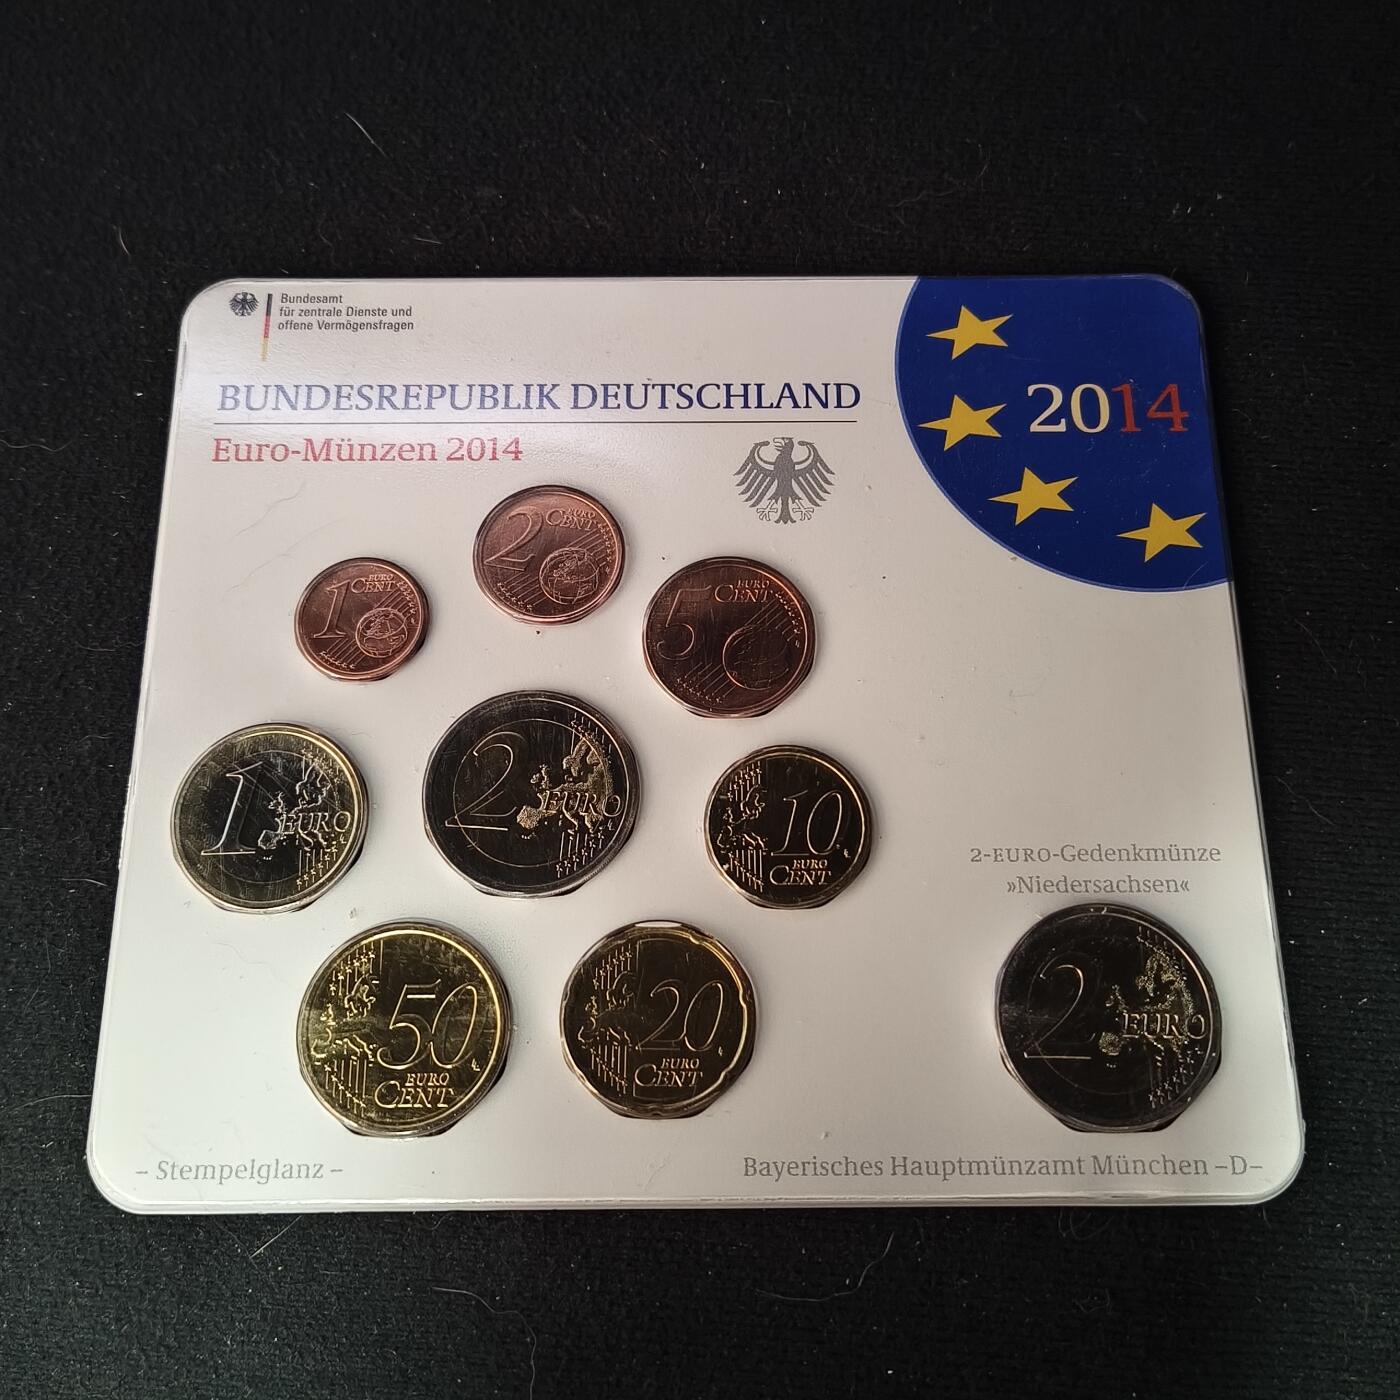 Bundesamt
für zentrale Dienste und
offene Vermögensfragen
BUNDESREPUBLIK DEUTSCHLAND
Euro-Münzen 2014
2014
2 EURO CENT
1 EURO CENT
5 EURO CENT
1 EURO
2 EURO
10 EURO CENT
2-EURO-Gedenkmünze
»Niedersachsen«
50 EURO CENT
20 EURO CENT
2 EURO
– Stempelglanz –
Bayerisches Hauptmünzamt München –D–